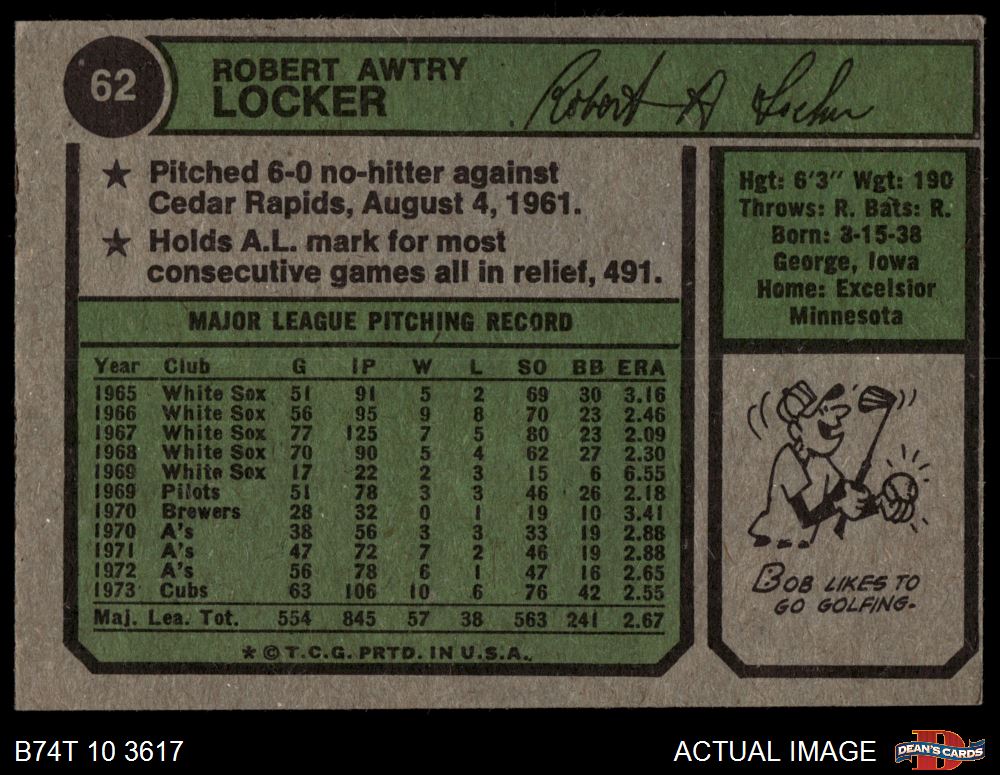 62
ROBERT AWTRY
LOCKER
Robert A Locker
★ Pitched 6-0 no-hitter against
Cedar Rapids, August 4, 1961.
★ Holds A.L. mark for most
consecutive games all in relief, 491.
Hgt: 6'3" Wgt: 190
Throws: R. Bats: R.
Born: 3-15-38
George, Iowa
Home: Excelsior
Minnesota
MAJOR LEAGUE PITCHING RECORD
Year Club G IP W L SO BB ERA
1965 White Sox 51 91 5 2 69 30 3.16
1966 White Sox 56 95 9 8 70 23 2.46
1967 White Sox 77 125 7 5 80 23 2.09
1968 White Sox 70 90 5 4 62 27 2.30
1969 White Sox 17 22 2 3 15 6 6.55
1969 Pilots 51 78 3 3 46 26 2.18
1970 Brewers 28 32 0 1 19 10 3.41
1970 A's 38 56 3 3 33 19 2.88
1971 A's 47 72 7 2 46 19 2.88
1972 A's 56 78 6 1 47 16 2.65
1973 Cubs 63 106 10 6 76 42 2.55
Maj. Lea. Tot. 554 845 57 38 563 241 2.67
* © T.C.G. PRTD. IN U.S.A.
BOB LIKES TO
GO GOLFING.
B74T 10 3617
ACTUAL IMAGE
DEAN'S CARDS